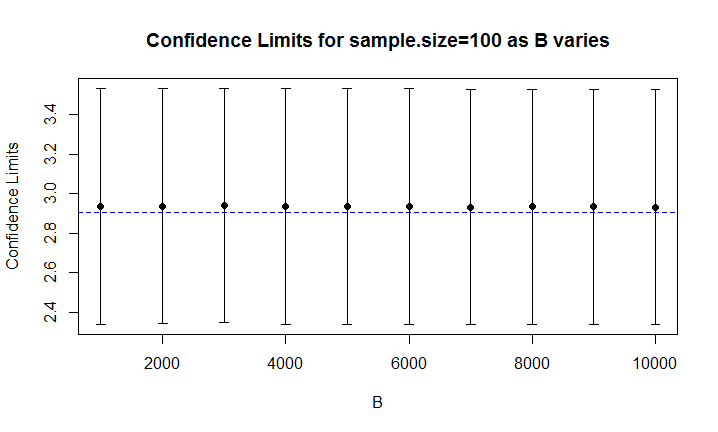 Confidence Limits for sample.size=100 as B varies
Confidence Limits
3.4
3.2
3.0
2.8
2.6
2.4
2000 4000 6000 8000 10000
B